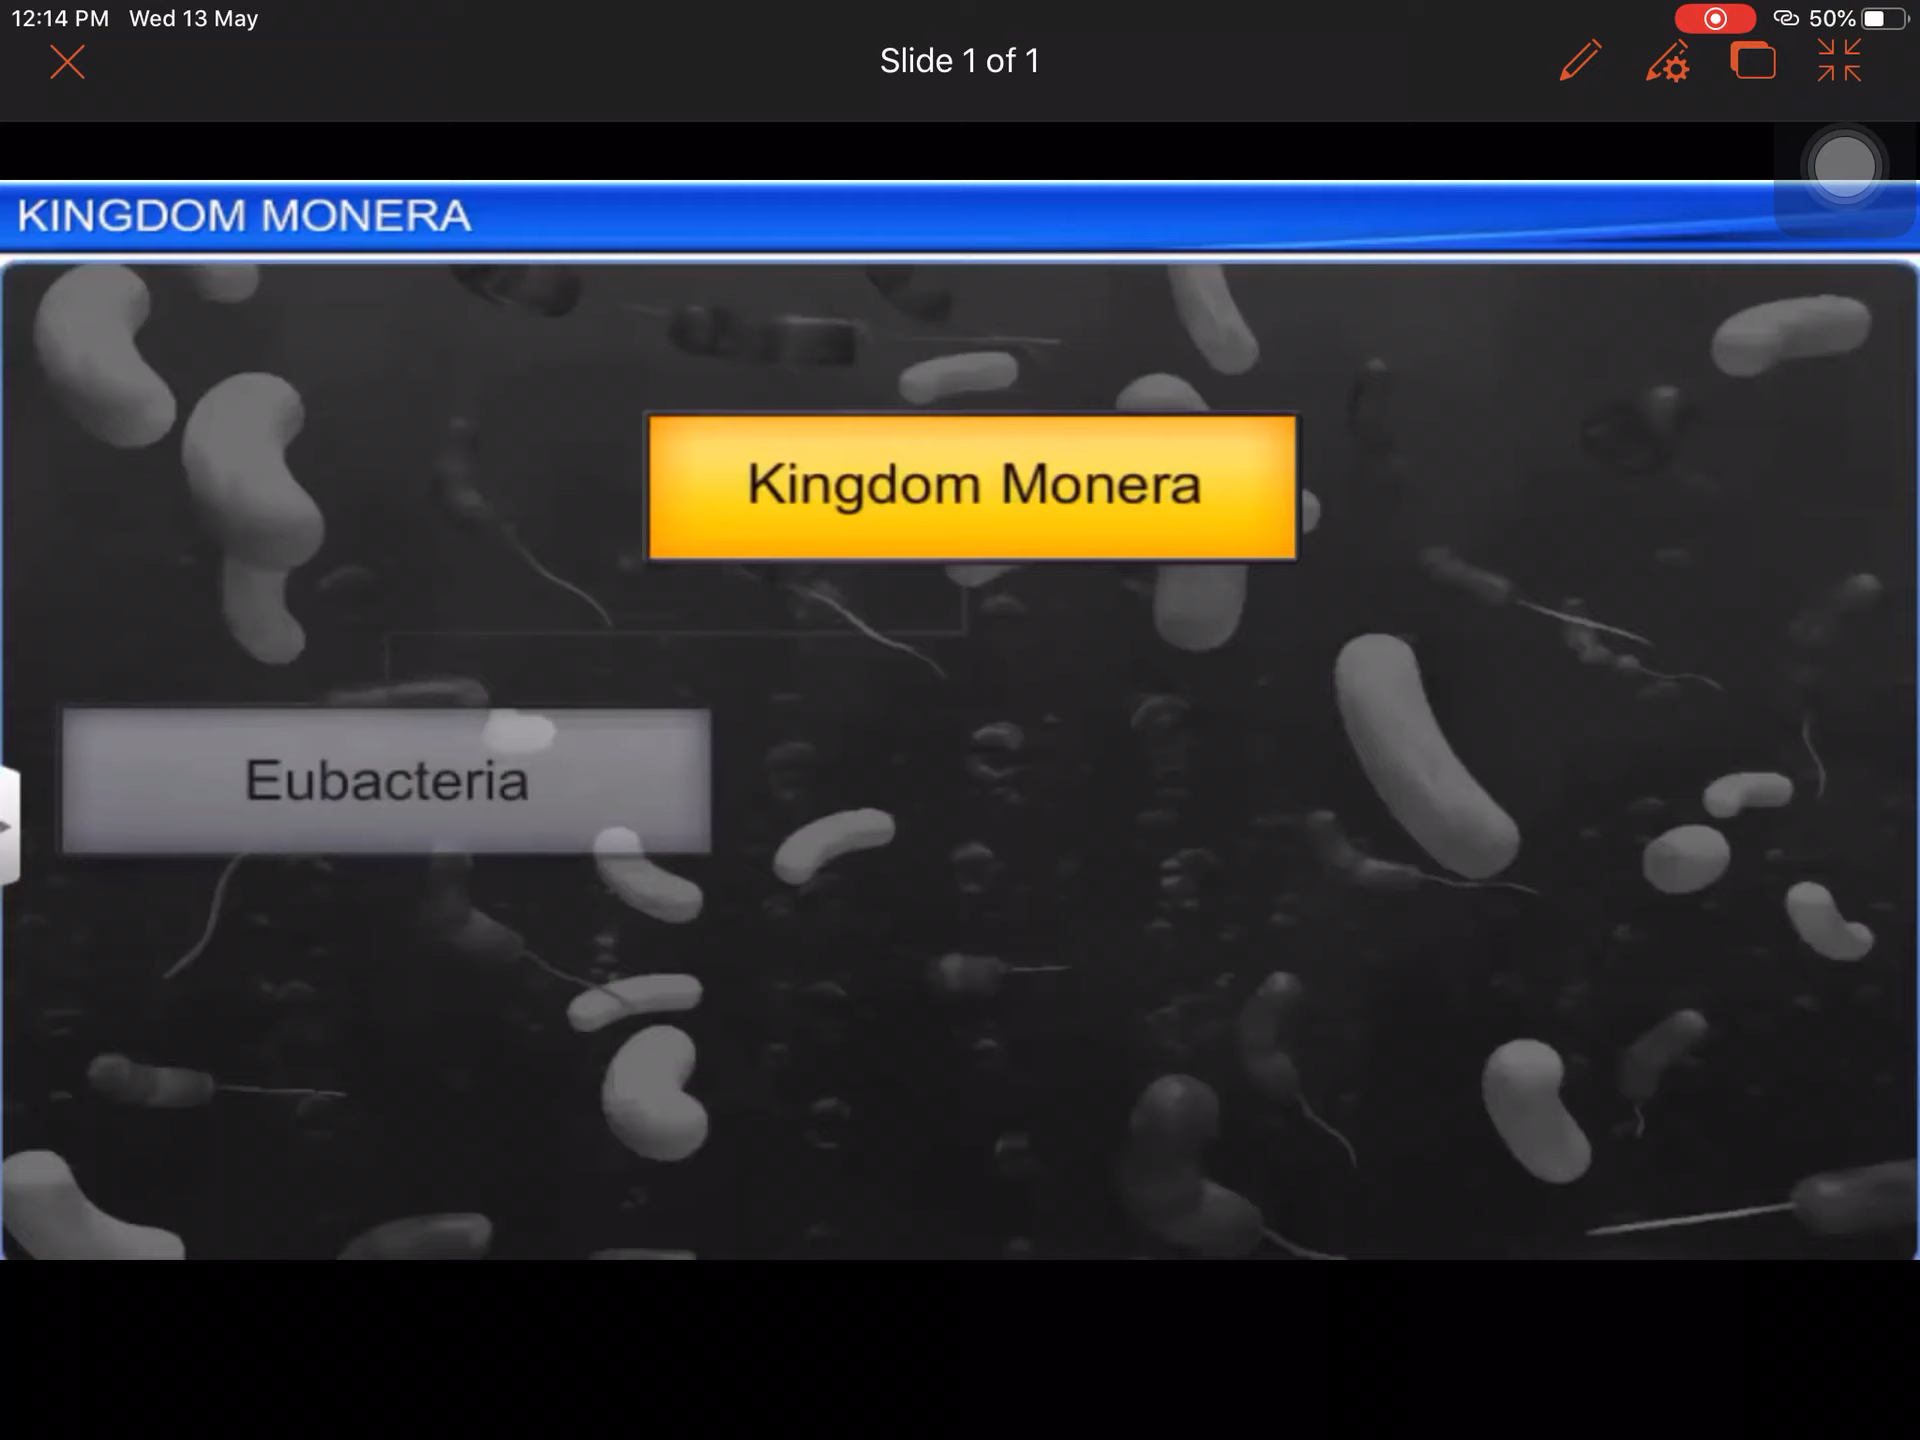 12:14 PM Wed 13 May
50%
Slide 1 of 1
KINGDOM MONERA
Kingdom Monera
Eubacteria